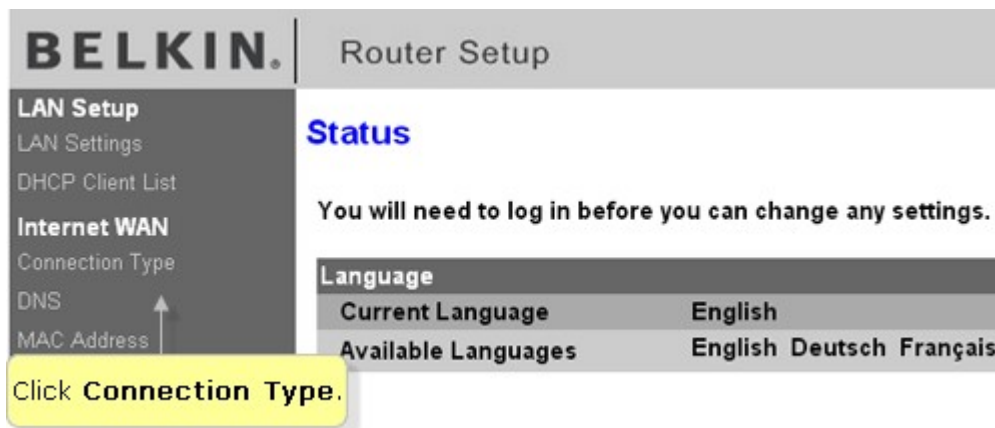 BELKIN. Router Setup
LAN Setup
LAN Settings
DHCP Client List
Internet WAN
Connection Type
DNS
MAC Address
Click Connection Type.
Status
You will need to log in before you can change any settings.
Language
Current Language English
Available Languages English Deutsch Français